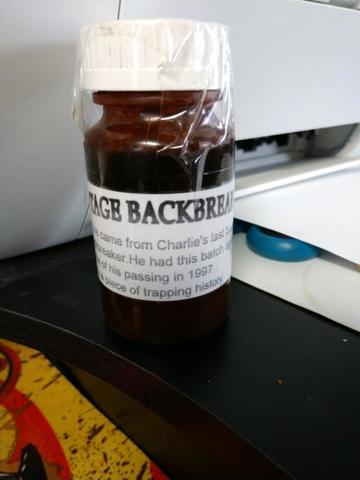 TAGE BACKBREA
came from Charlie's last
breaker.He had this batch
of his passing in 1997
piece of trapping history